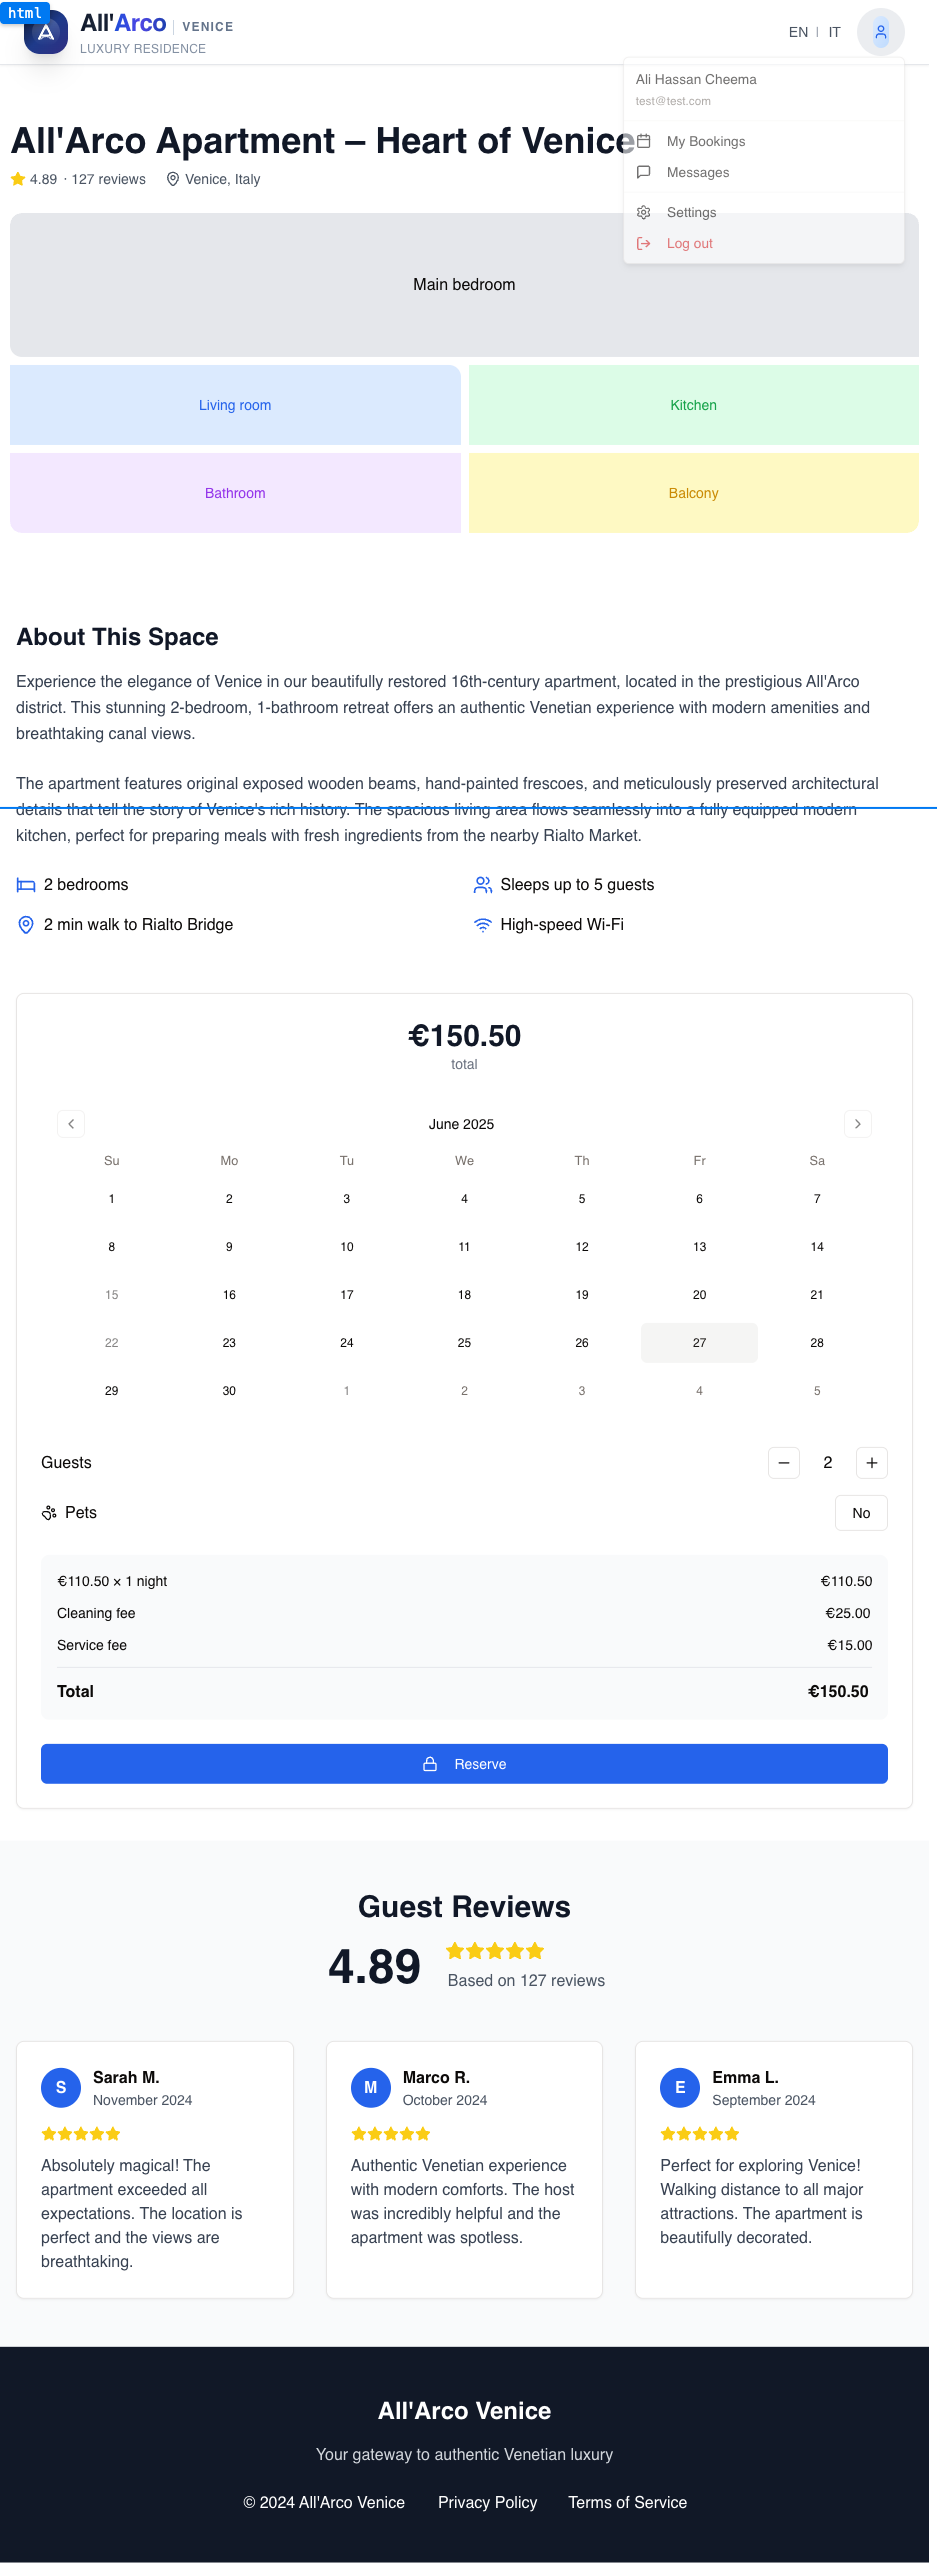 html
All'Arco | VENICE
LUXURY RESIDENCE
EN | IT
Ali Hassan Cheema
test@test.com
My Bookings
Messages
Settings
Log out
All'Arco Apartment – Heart of Venice
4.89 · 127 reviews Venice, Italy
Main bedroom
Living room
Kitchen
Bathroom
Balcony
About This Space
Experience the elegance of Venice in our beautifully restored 16th-century apartment, located in the prestigious All'Arco
district. This stunning 2-bedroom, 1-bathroom retreat offers an authentic Venetian experience with modern amenities and
breathtaking canal views.
The apartment features original exposed wooden beams, hand-painted frescoes, and meticulously preserved architectural
details that tell the story of Venice's rich history. The spacious living area flows seamlessly into a fully equipped modern
kitchen, perfect for preparing meals with fresh ingredients from the nearby Rialto Market.
2 bedrooms
Sleeps up to 5 guests
2 min walk to Rialto Bridge
High-speed Wi-Fi
€150.50
total
June 2025
Su Mo Tu We Th Fr Sa
1 2 3 4 5 6 7
8 9 10 11 12 13 14
15 16 17 18 19 20 21
22 23 24 25 26 27 28
29 30 1 2 3 4 5
Guests 2
Pets No
€110.50 × 1 night €110.50
Cleaning fee €25.00
Service fee €15.00
Total €150.50
Reserve
Guest Reviews
4.89
Based on 127 reviews
S
Sarah M.
November 2024
Absolutely magical! The
apartment exceeded all
expectations. The location is
perfect and the views are
breathtaking.
M
Marco R.
October 2024
Authentic Venetian experience
with modern comforts. The host
was incredibly helpful and the
apartment was spotless.
E
Emma L.
September 2024
Perfect for exploring Venice!
Walking distance to all major
attractions. The apartment is
beautifully decorated.
All'Arco Venice
Your gateway to authentic Venetian luxury
© 2024 All'Arco Venice Privacy Policy Terms of Service